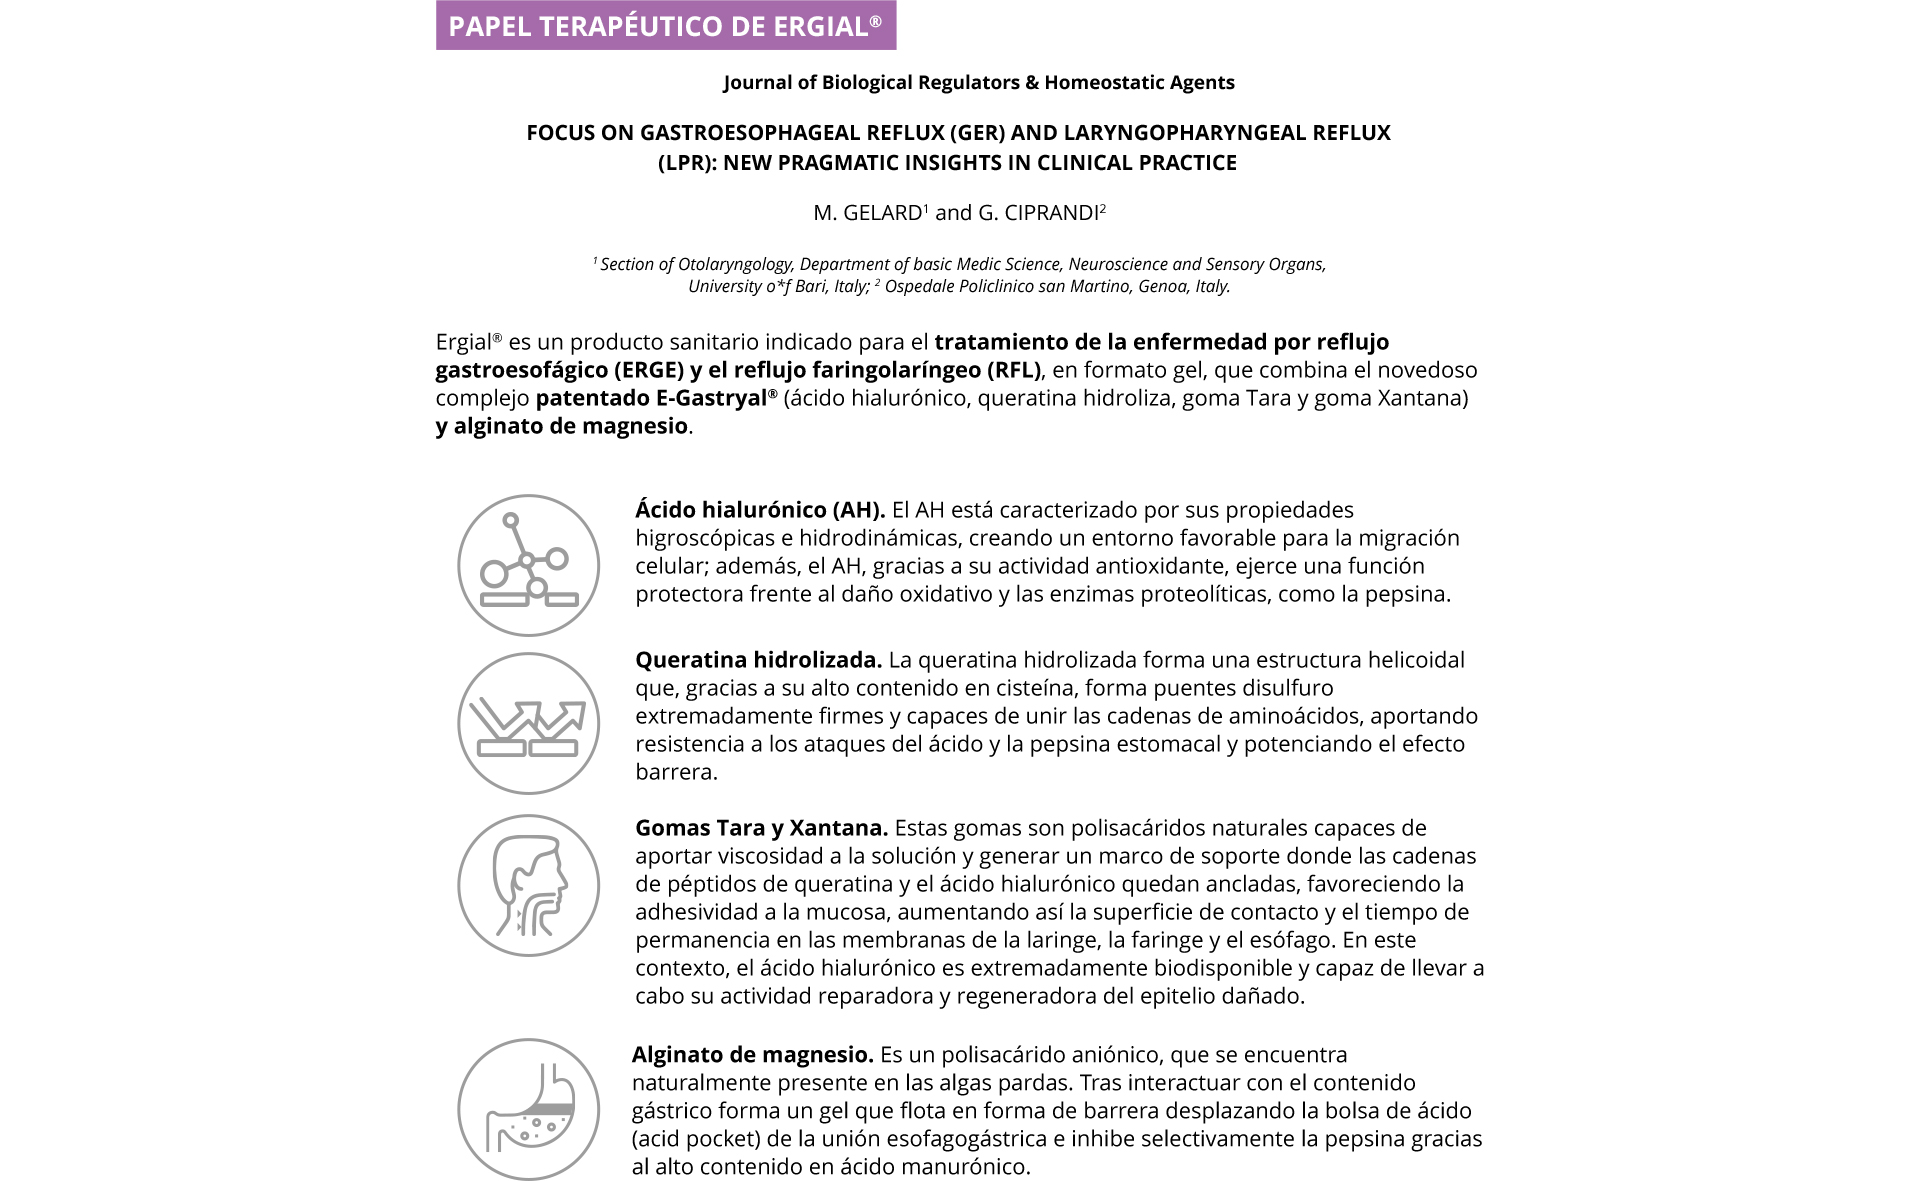 PAPEL TERAPÉUTICO DE ERGIAL®
Journal of Biological Regulators & Homeostatic Agents
FOCUS ON GASTROESOPHAGEAL REFLUX (GER) AND LARYNGOPHARYNGEAL REFLUX
(LPR): NEW PRAGMATIC INSIGHTS IN CLINICAL PRACTICE
M. GELARD¹ and G. CIPRANDI²
¹ Section of Otolaryngology, Department of basic Medic Science, Neuroscience and Sensory Organs,
University o*f Bari, Italy; ² Ospedale Policlinico san Martino, Genoa, Italy.
Ergial® es un producto sanitario indicado para el tratamiento de la enfermedad por reflujo
gastroesofágico (ERGE) y el reflujo faringolaríngeo (RFL), en formato gel, que combina el novedoso
complejo patentado E-Gastryal® (ácido hialurónico, queratina hidroliza, goma Tara y goma Xantana)
y alginato de magnesio.
Ácido hialurónico (AH). El AH está caracterizado por sus propiedades
higroscópicas e hidrodinámicas, creando un entorno favorable para la migración
celular; además, el AH, gracias a su actividad antioxidante, ejerce una función
protectora frente al daño oxidativo y las enzimas proteolíticas, como la pepsina.
Queratina hidrolizada. La queratina hidrolizada forma una estructura helicoidal
que, gracias a su alto contenido en cisteína, forma puentes disulfuro
extremadamente firmes y capaces de unir las cadenas de aminoácidos, aportando
resistencia a los ataques del ácido y la pepsina estomacal y potenciando el efecto
barrera.
Gomas Tara y Xantana. Estas gomas son polisacáridos naturales capaces de
aportar viscosidad a la solución y generar un marco de soporte donde las cadenas
de péptidos de queratina y el ácido hialurónico quedan ancladas, favoreciendo la
adhesividad a la mucosa, aumentando así la superficie de contacto y el tiempo de
permanencia en las membranas de la laringe, la faringe y el esófago. En este
contexto, el ácido hialurónico es extremadamente biodisponible y capaz de llevar a
cabo su actividad reparadora y regeneradora del epitelio dañado.
Alginato de magnesio. Es un polisacárido aniónico, que se encuentra
naturalmente presente en las algas pardas. Tras interactuar con el contenido
gástrico forma un gel que flota en forma de barrera desplazando la bolsa de ácido
(acid pocket) de la unión esofagogástrica e inhibe selectivamente la pepsina gracias
al alto contenido en ácido manurónico.